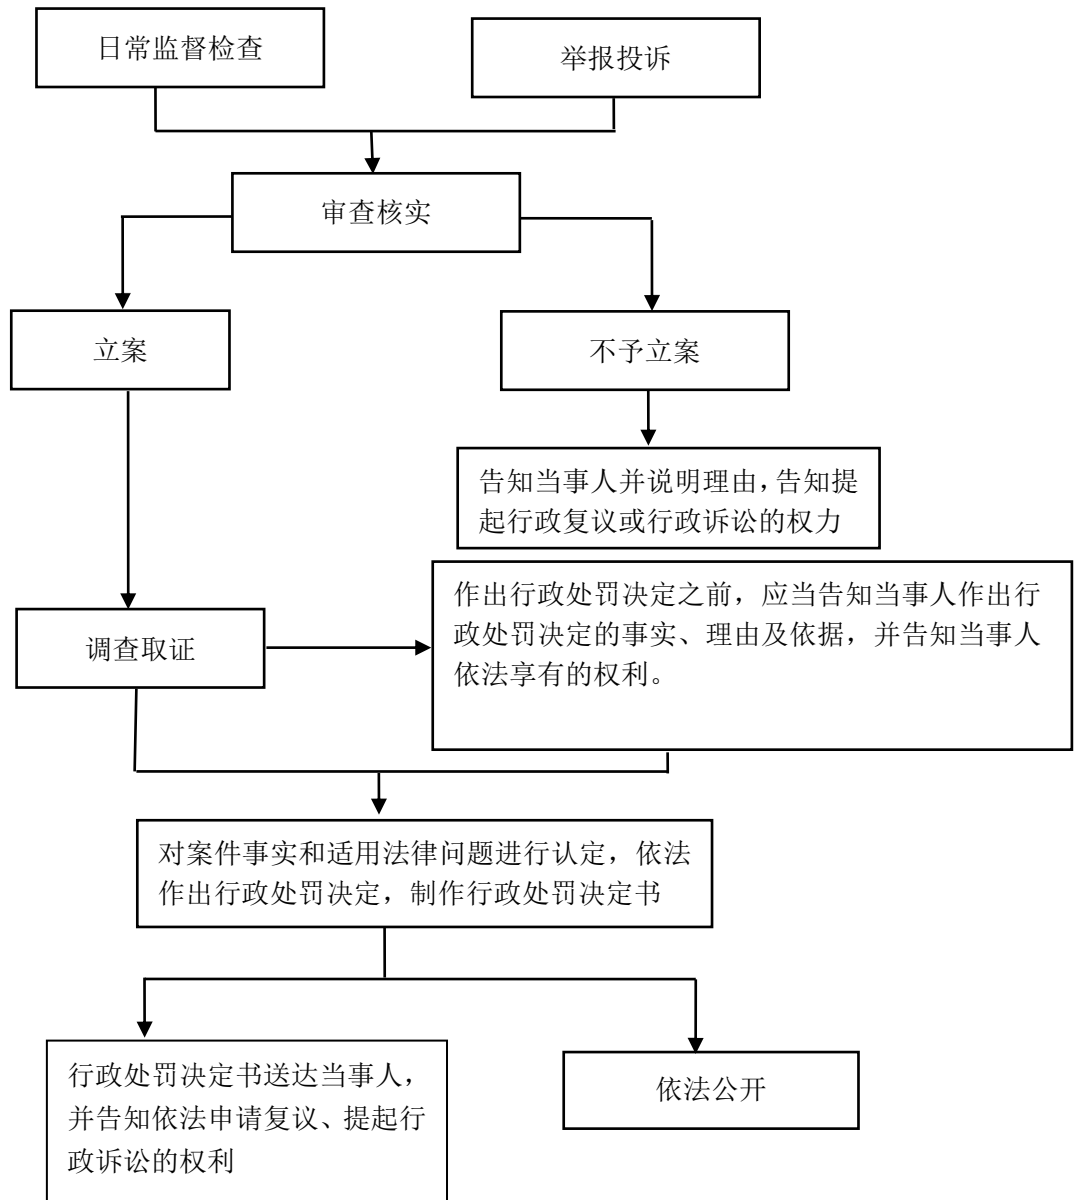 日常监督检查
举报投诉
审查核实
立案
不予立案
告知当事人并说明理由,告知提
起行政复议或行政诉讼的权力
作出行政处罚决定之前，应当告知当事人作出行
政处罚决定的事实、理由及依据，并告知当事人
依法享有的权利。
调查取证
对案件事实和适用法律问题进行认定，依法
作出行政处罚决定，制作行政处罚决定书
行政处罚决定书送达当事人，
并告知依法申请复议、提起行
政诉讼的权利
依法公开